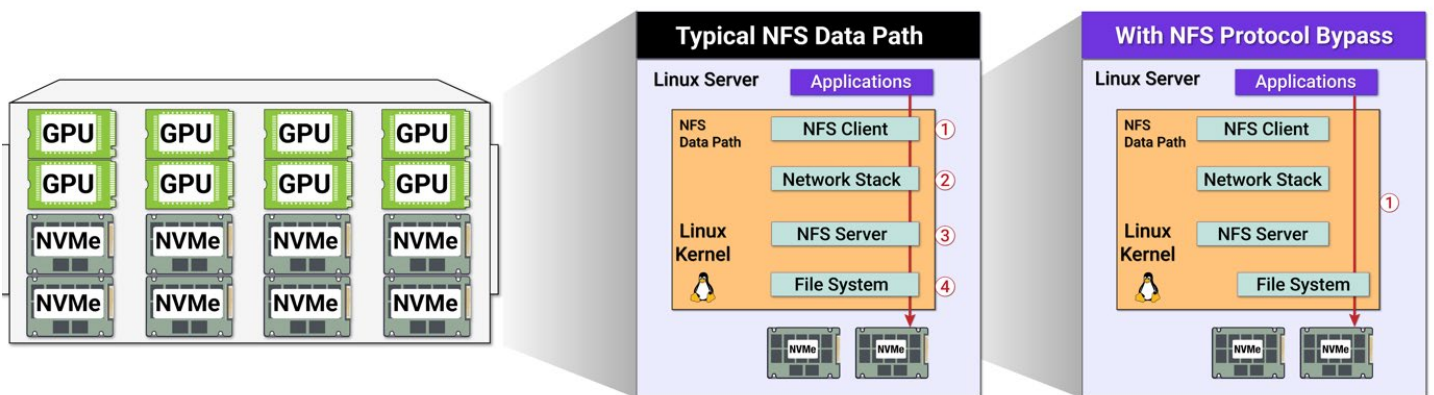 GPU GPU GPU GPU
GPU GPU GPU GPU
NVMe NVMe NVMe NVMe
NVMe NVMe NVMe NVMe
Typical NFS Data Path
Linux Server
Applications
NFS
Data Path
NFS Client
①
Network Stack
②
Linux
Kernel
NFS Server
③
File System
④
NVMe NVMe
With NFS Protocol Bypass
Linux Server
Applications
NFS
Data Path
NFS Client
Network Stack
①
Linux
Kernel
NFS Server
File System
NVMe NVMe